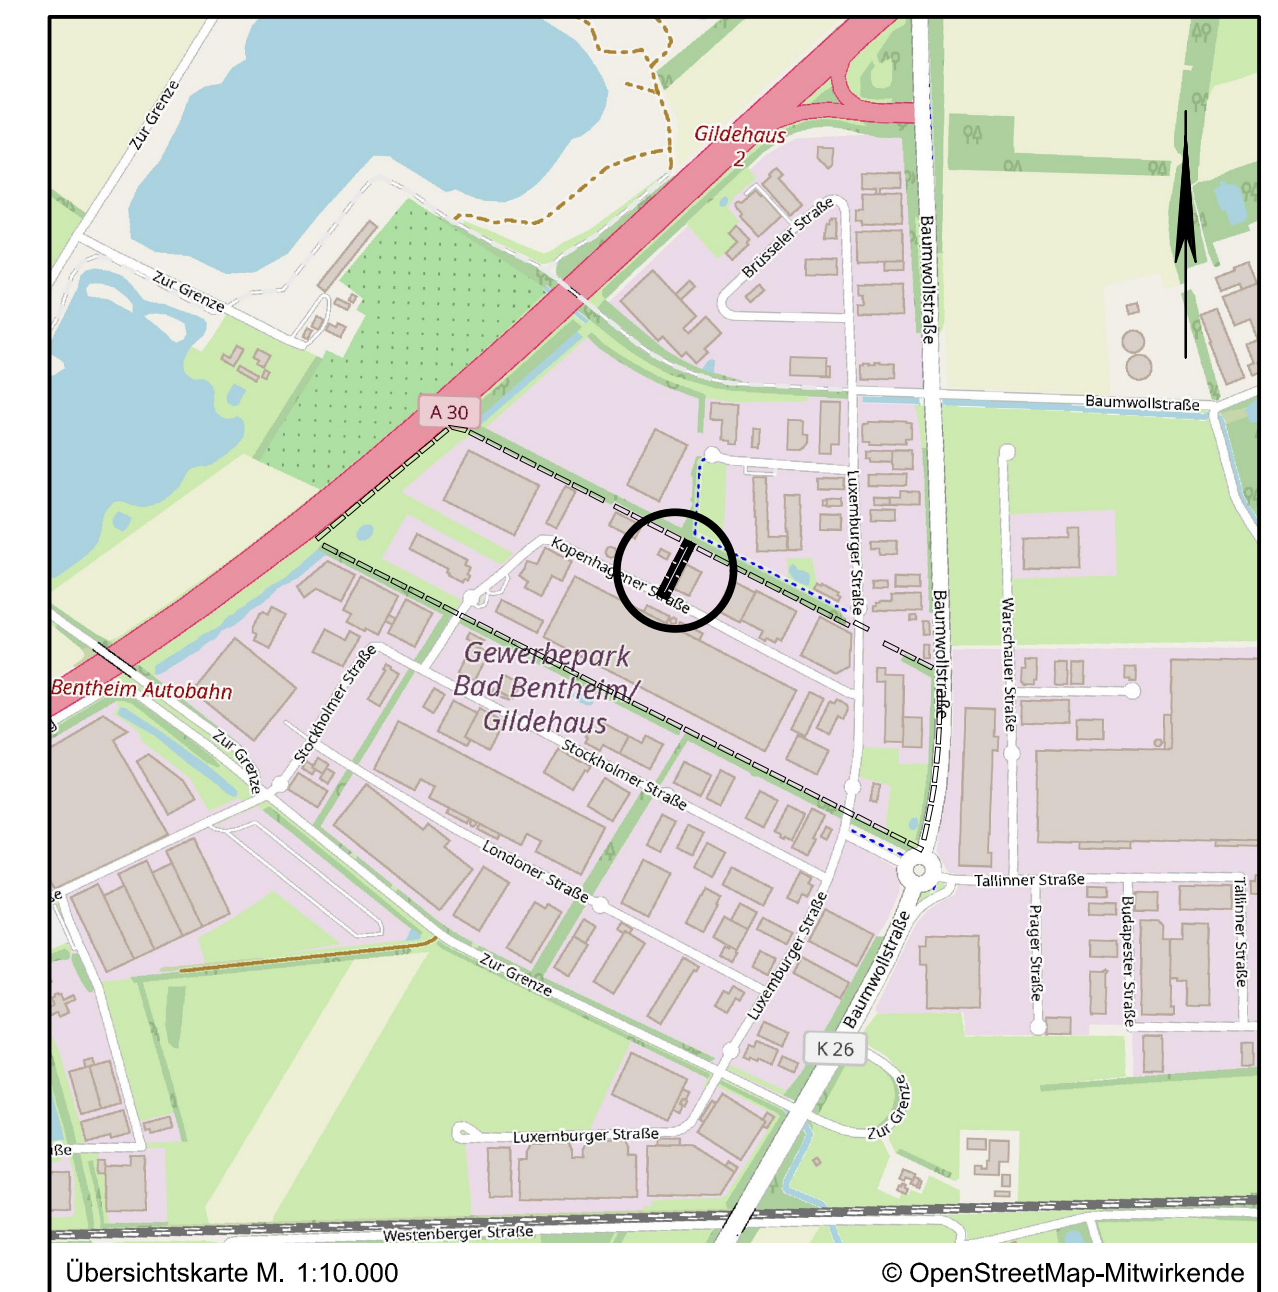 Zur Grenze
Gildehaus
2
Brüsseler Straße
Baumwollstraße
Zur Grenze
A 30
Baumwollstraße
Luxemburger Straße
Kopenhagener Straße
Baumwollstraße
Warschauer Straße
Gewerbepark
Bad Bentheim/
Gildehaus
Bentheim Autobahn
Stockholmer Straße
Zur Grenze
Stockholmer Straße
Londoner Straße
Tallinner Straße
Tallinner Straße
Prager Straße
Budapester Straße
Luxemburger Straße
Baumwollstraße
Zur Grenze
K 26
Zur Grenze
Luxemburger Straße
ße
Westenberger Straße
Übersichtskarte M. 1:10.000
© OpenStreetMap-Mitwirkende